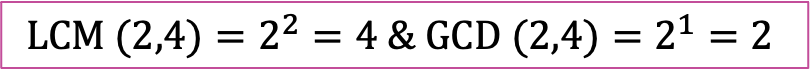 LCM (2,4) = 2² = 4 & GCD (2,4) = 2¹ = 2